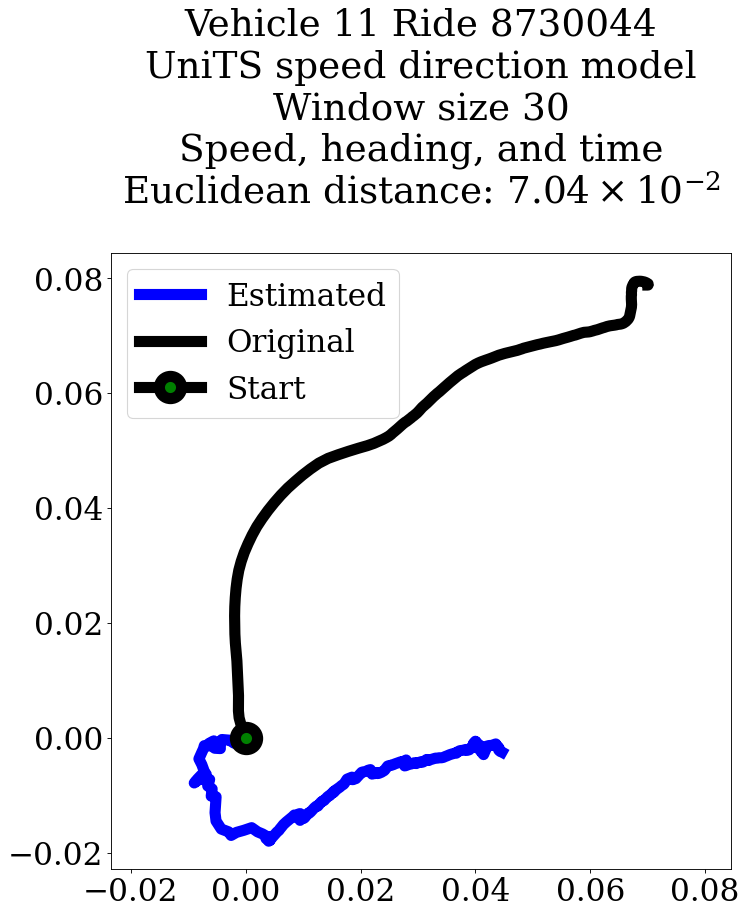 Vehicle 11 Ride 8730044
UniTS speed direction model
Window size 30
Speed, heading, and time
Euclidean distance: 7.04 × 10⁻²
Estimated
Original
Start
0.08
0.06
0.04
0.02
0.00
−0.02
−0.02 0.00 0.02 0.04 0.06 0.08